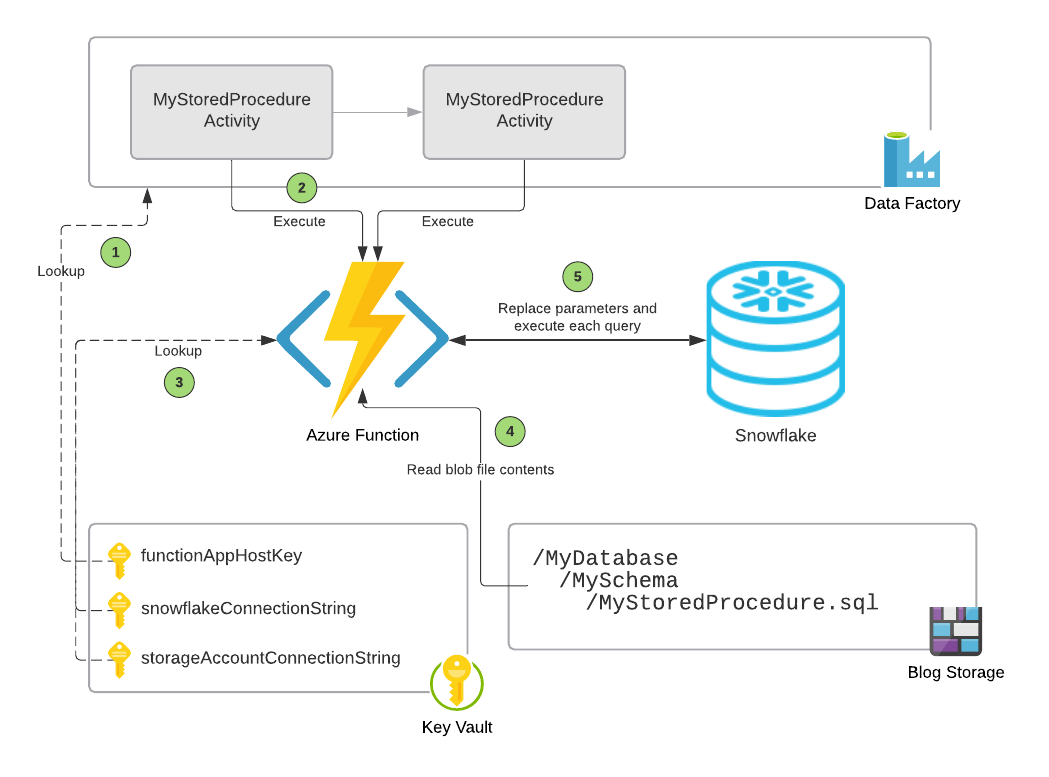 MyStoredProcedure
Activity
MyStoredProcedure
Activity
Data Factory
2
Execute
Execute
1
Lookup
5
Replace parameters and
execute each query
Lookup
3
Azure Function
Snowflake
4
Read blob file contents
functionAppHostKey
snowflakeConnectionString
storageAccountConnectionString
Key Vault
/MyDatabase
/MySchema
/MyStoredProcedure.sql
Blog Storage